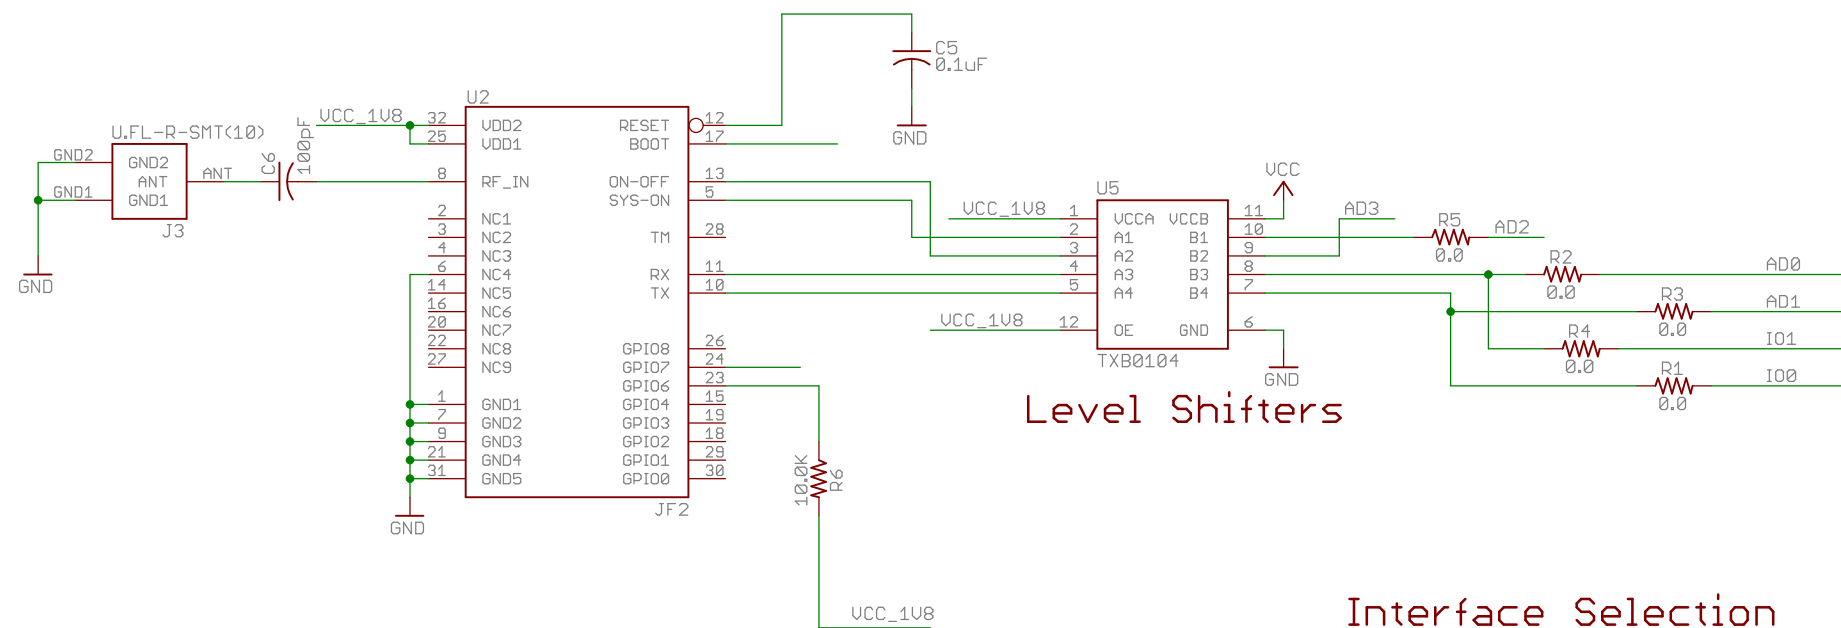 C5
0.1uF
GND
U.FL-R-SMT(10)
GND2
GND1
GND2
ANT
GND1
J3
GND
ANT
C6
100pF
VCC_1V8
U2
32 VDD2
25 VDD1
8 RF_IN
2 NC1
3 NC2
4 NC3
6 NC4
14 NC5
16 NC6
20 NC7
22 NC8
27 NC9
1 GND1
7 GND2
9 GND3
21 GND4
31 GND5
GND
RESET 12
BOOT 17
ON-OFF 13
SYS-ON 5
TM 28
RX 11
TX 10
GPIO8 26
GPIO7 24
GPIO6 23
GPIO4 15
GPIO3 19
GPIO2 18
GPIO1 29
GPIO0 30
JF2
10.0K
R6
VCC_1V8
VCC_1V8
VCC_1V8
U5
1 VCCA VCCB 11
2 A1 B1 10
3 A2 B2 9
4 A3 B3 8
5 A4 B4 7
12 OE GND 6
TXB0104
VCC
GND
Level Shifters
AD3
R5
0.0
AD2
R2
0.0
AD0
R3
0.0
AD1
R4
0.0
IO1
R1
0.0
IO0
Interface Selection